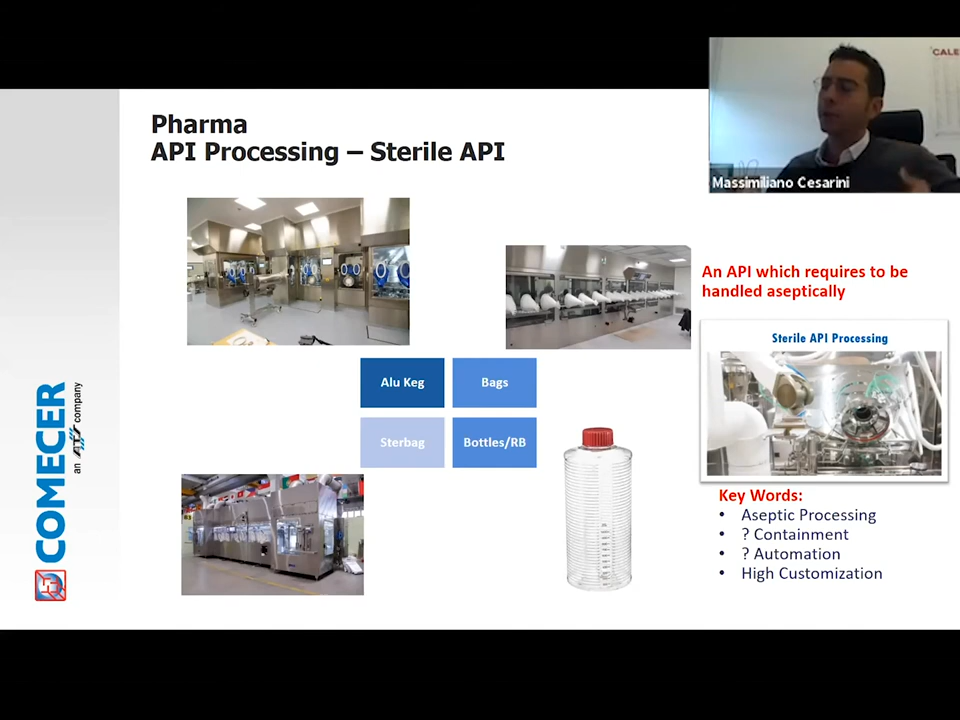 Pharma
API Processing – Sterile API
CALE
Massimiliano Cesarini
An API which requires to be
handled aseptically
Sterile API Processing
Alu Keg
Bags
Sterbag
Bottles/RB
Key Words:
• Aseptic Processing
• ? Containment
• ? Automation
• High Customization
COMECER
an ATS company